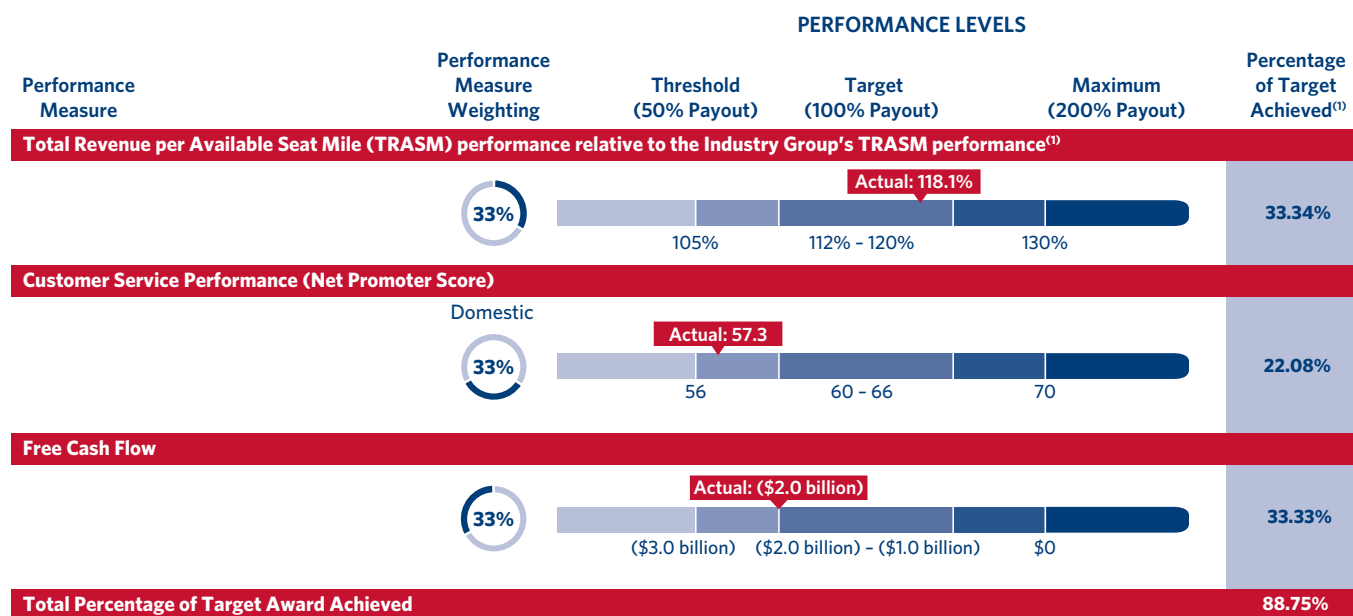 PERFORMANCE LEVELS
Performance
Measure
Performance
Measure
Weighting
Threshold
(50% Payout)
Target
(100% Payout)
Maximum
(200% Payout)
Percentage
of Target
Achieved(1)
Total Revenue per Available Seat Mile (TRASM) performance relative to the Industry Group's TRASM performance(1)
Actual: 118.1%
33%
33.34%
105%
112% – 120%
130%
Customer Service Performance (Net Promoter Score)
Domestic
Actual: 57.3
33%
22.08%
56
60 – 66
70
Free Cash Flow
Actual: ($2.0 billion)
33%
33.33%
($3.0 billion)
($2.0 billion) – ($1.0 billion)
$0
Total Percentage of Target Award Achieved
88.75%